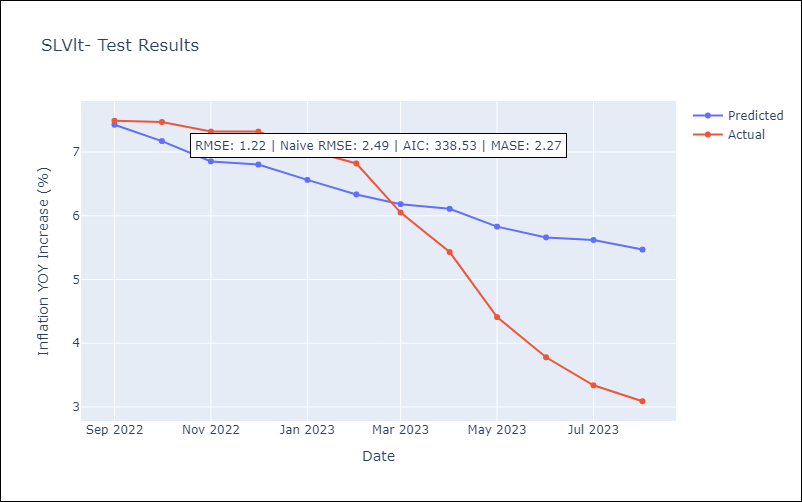 SLVlt- Test Results
Predicted
Actual
RMSE: 1.22 | Naive RMSE: 2.49 | AIC: 338.53 | MASE: 2.27
7
6
5
4
3
Inflation YOY Increase (%)
Sep 2022 Nov 2022 Jan 2023 Mar 2023 May 2023 Jul 2023
Date